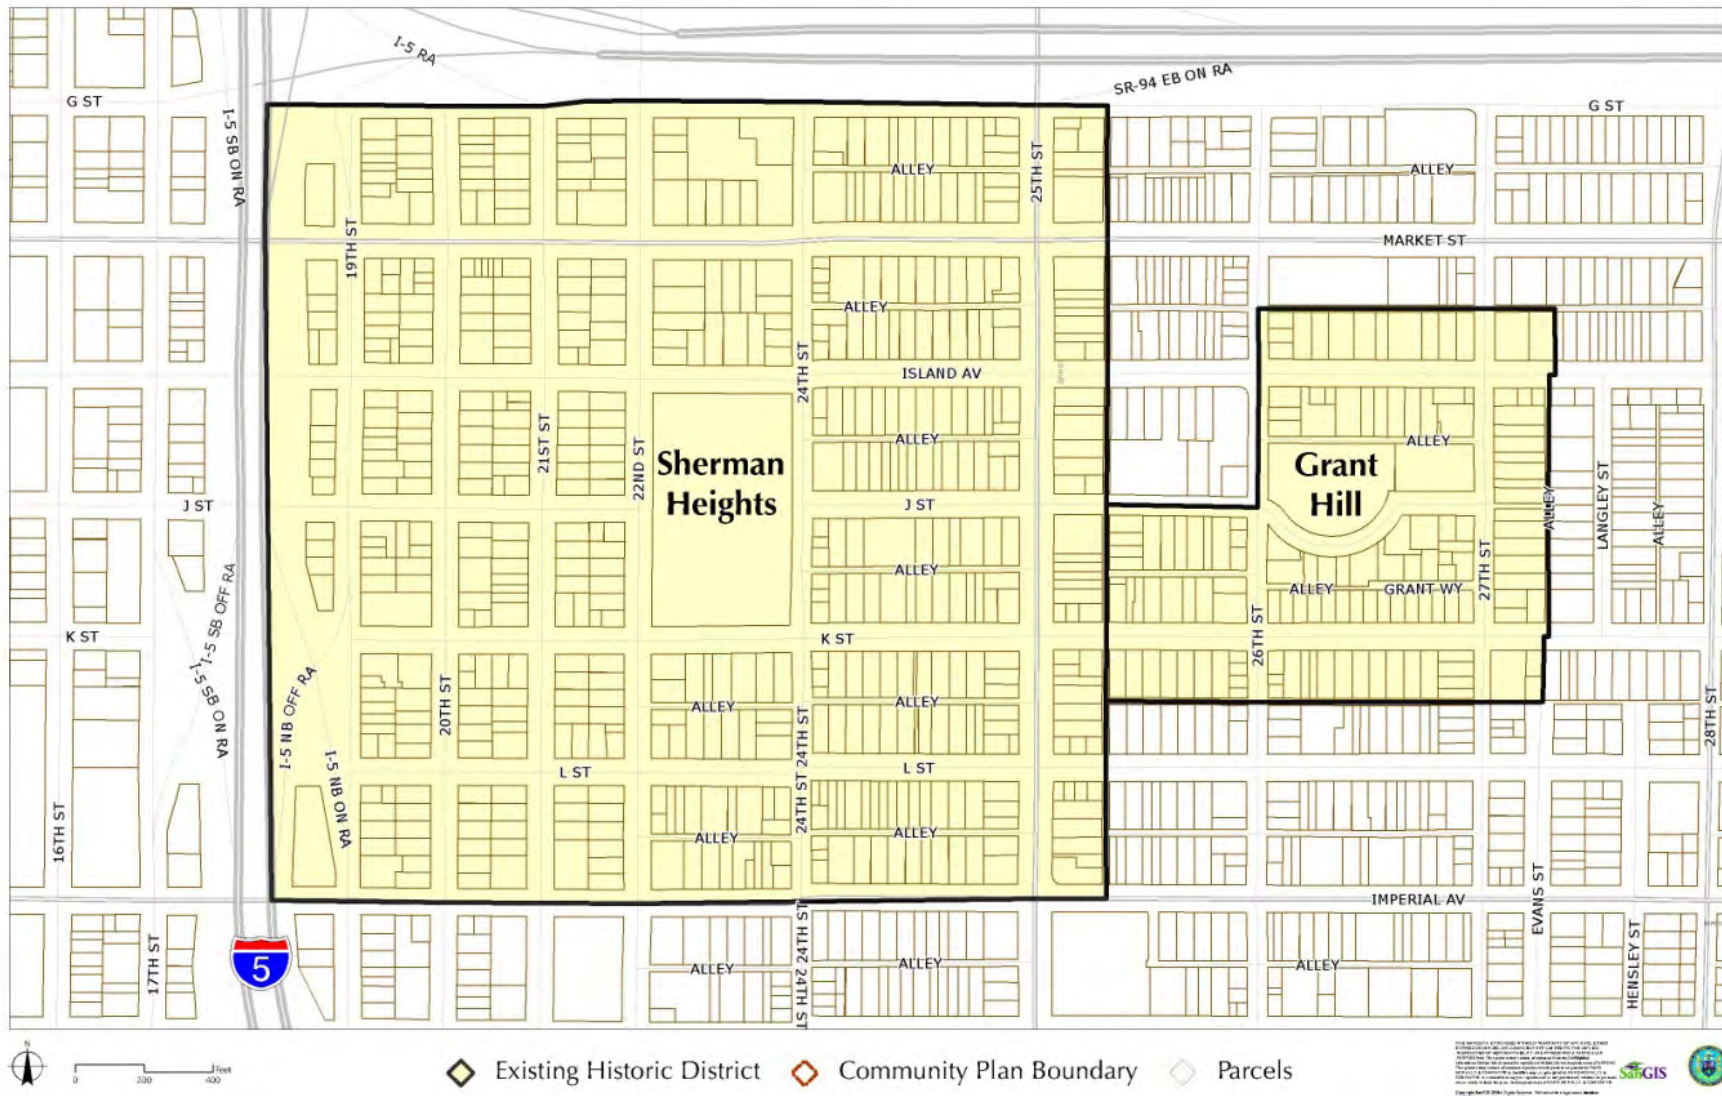 I-5 RA
SR-94 EB ON RA
G ST
G ST
I-5 SB ON RA
ALLEY
ALLEY
25TH ST
19TH ST
MARKET ST
ALLEY
24TH ST
ISLAND AV
21ST ST
22ND ST
Sherman
Heights
ALLEY
ALLEY
Grant
Hill
J ST
J ST
ALLEY
LANGLEY ST
ALLEY
ALLEY
27TH ST
ALLEY
GRANT WY
I-5 SB OFF RA
K ST
K ST
26TH ST
I-5 SB ON RA
I-5 NB OFF RA
20TH ST
ALLEY
ALLEY
24TH ST
28TH ST
I-5 NB ON RA
L ST
L ST
24TH ST
16TH ST
ALLEY
ALLEY
IMPERIAL AV
EVANS ST
17TH ST
5
24TH ST
ALLEY
ALLEY
ALLEY
24TH ST
HENSLEY ST
N
0 200 400
Feet
Existing Historic District
Community Plan Boundary
Parcels
SanGIS